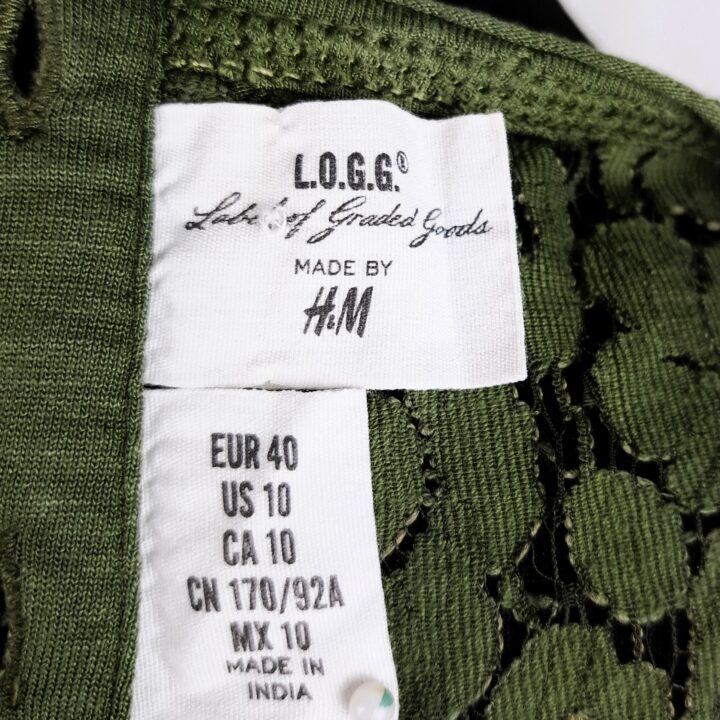 L.O.G.G.®
Label of Graded Goods
MADE BY
H&M
EUR 40
US 10
CA 10
CN 170/92A
MX 10
MADE IN
INDIA